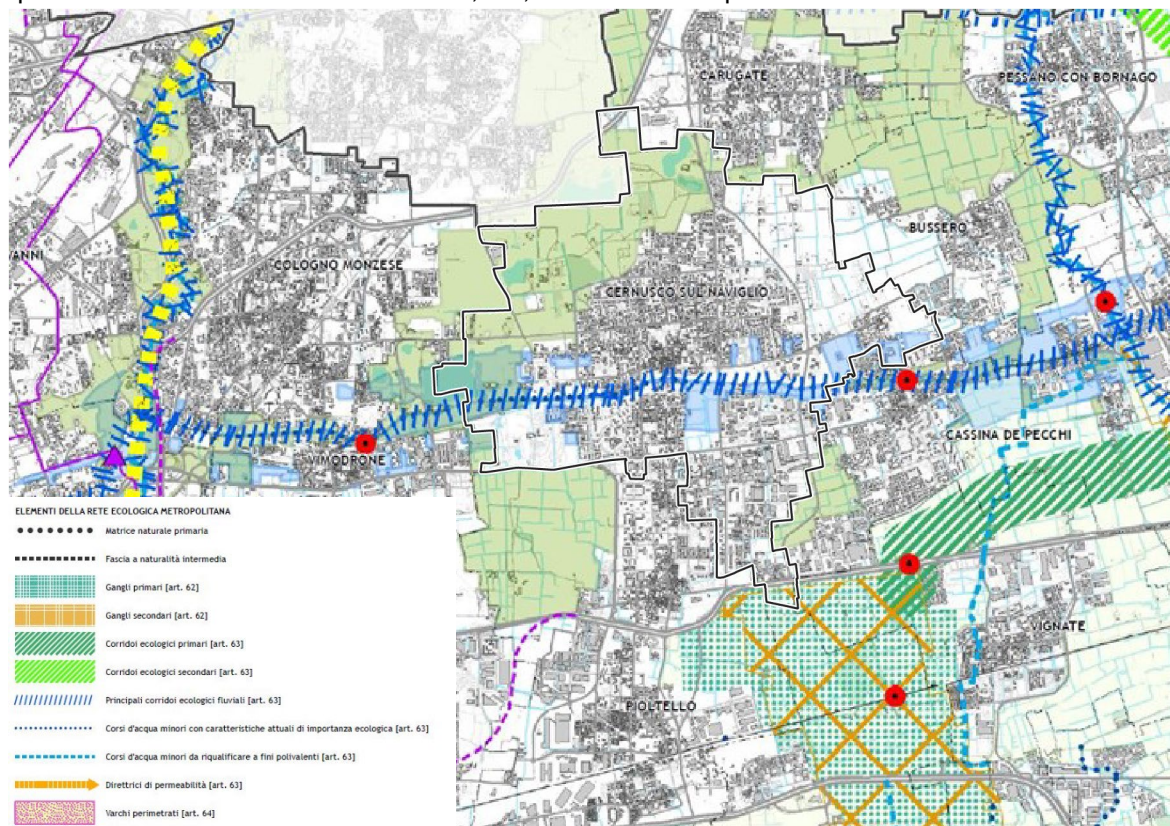 CARUGATE
PESSANO CON BORNAGO
BUSSERO
ANNI
COLOGNO MONZESE
CERNUSCO SUL NAVIGLIO
CASSINA DE PECCHI
VIMODRONE
VIGNATE
PIOLTELLO
ELEMENTI DELLA RETE ECOLOGICA METROPOLITANA
Matrice naturale primaria
Fascia a naturalità intermedia
Gangli primari [art. 62]
Gangli secondari [art. 62]
Corridoi ecologici primari [art. 63]
Corridoi ecologici secondari [art. 63]
Principali corridoi ecologici fluviali [art. 63]
Corsi d'acqua minori con caratteristiche attuali di importanza ecologica [art. 63]
Corsi d'acqua minori da riqualificare a fini polivalenti [art. 63]
Direttrici di permeabilità [art. 63]
Varchi perimetrati [art. 64]